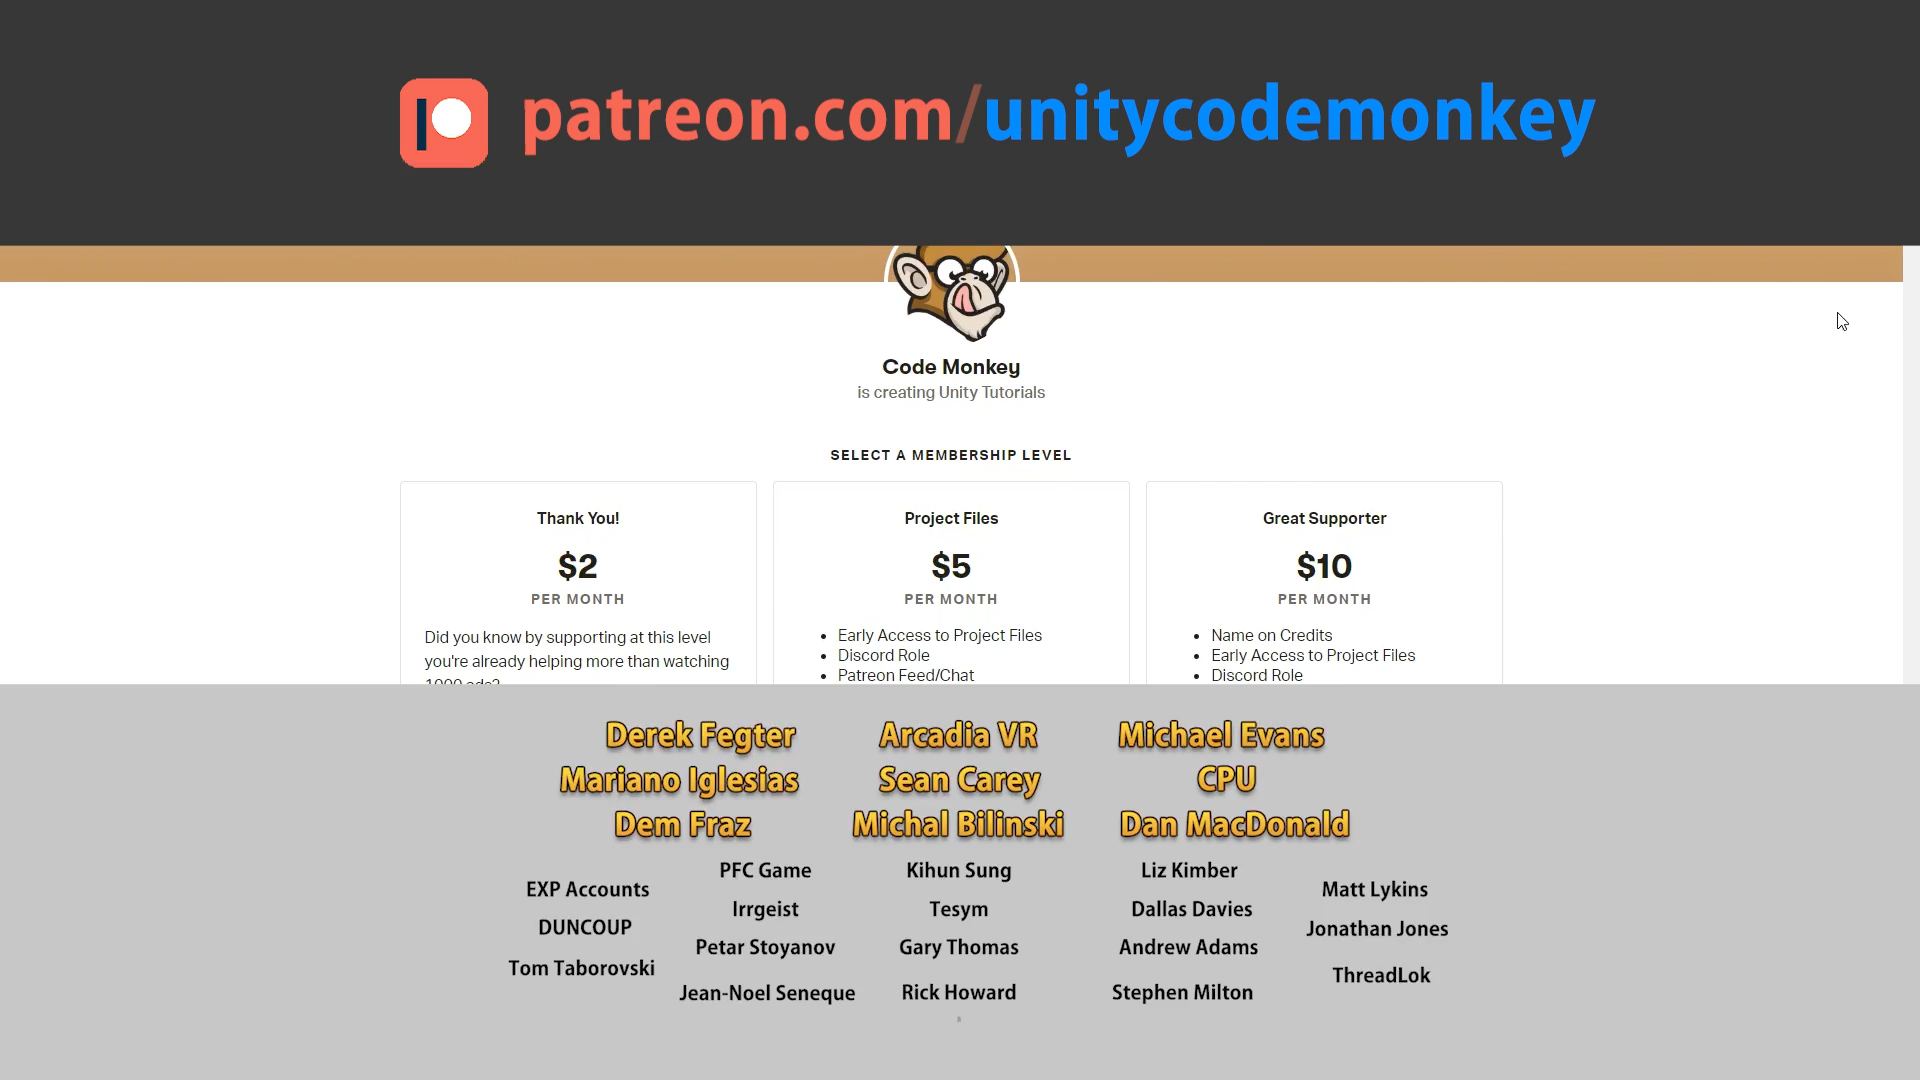 patreon.com/unitycodemonkey
Code Monkey
is creating Unity Tutorials
SELECT A MEMBERSHIP LEVEL
Thank You!
$2
PER MONTH
Did you know by supporting at this level
you're already helping more than watching
1000 ads?
Project Files
$5
PER MONTH
• Early Access to Project Files
• Discord Role
• Patreon Feed/Chat
Great Supporter
$10
PER MONTH
• Name on Credits
• Early Access to Project Files
• Discord Role
Derek Fegter
Mariano Iglesias
Dem Fraz
Arcadia VR
Sean Carey
Michal Bilinski
Michael Evans
CPU
Dan MacDonald
EXP Accounts
DUNCOUP
Tom Taborovski
PFC Game
Irrgeist
Petar Stoyanov
Jean-Noel Seneque
Kihun Sung
Tesym
Gary Thomas
Rick Howard
Liz Kimber
Dallas Davies
Andrew Adams
Stephen Milton
Matt Lykins
Jonathan Jones
ThreadLok